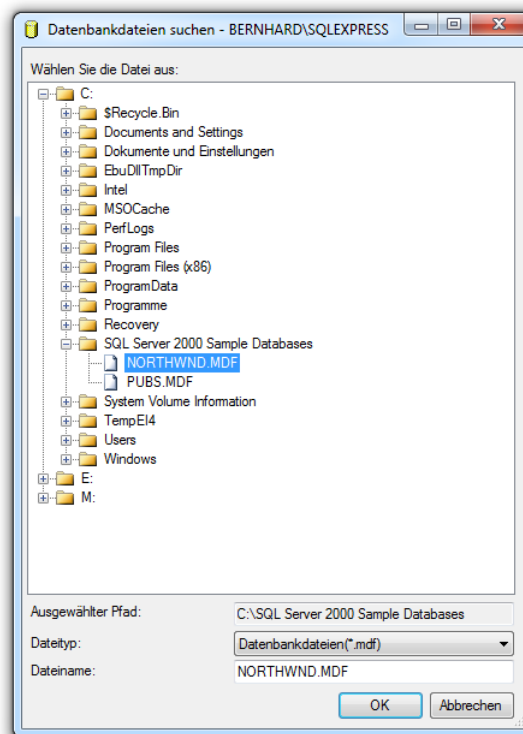 Datenbankdateien suchen - BERNHARD\SQLEXPRESS
Wählen Sie die Datei aus:
C:
$Recycle.Bin
Documents and Settings
Dokumente und Einstellungen
EbuDllTmpDir
Intel
MSOCache
PerfLogs
Program Files
Program Files (x86)
ProgramData
Programme
Recovery
SQL Server 2000 Sample Databases
NORTHWND.MDF
PUBS.MDF
System Volume Information
TempEI4
Users
Windows
E:
M:
Ausgewählter Pfad: C:\SQL Server 2000 Sample Databases
Dateityp: Datenbankdateien(*.mdf)
Dateiname: NORTHWND.MDF
OK Abbrechen